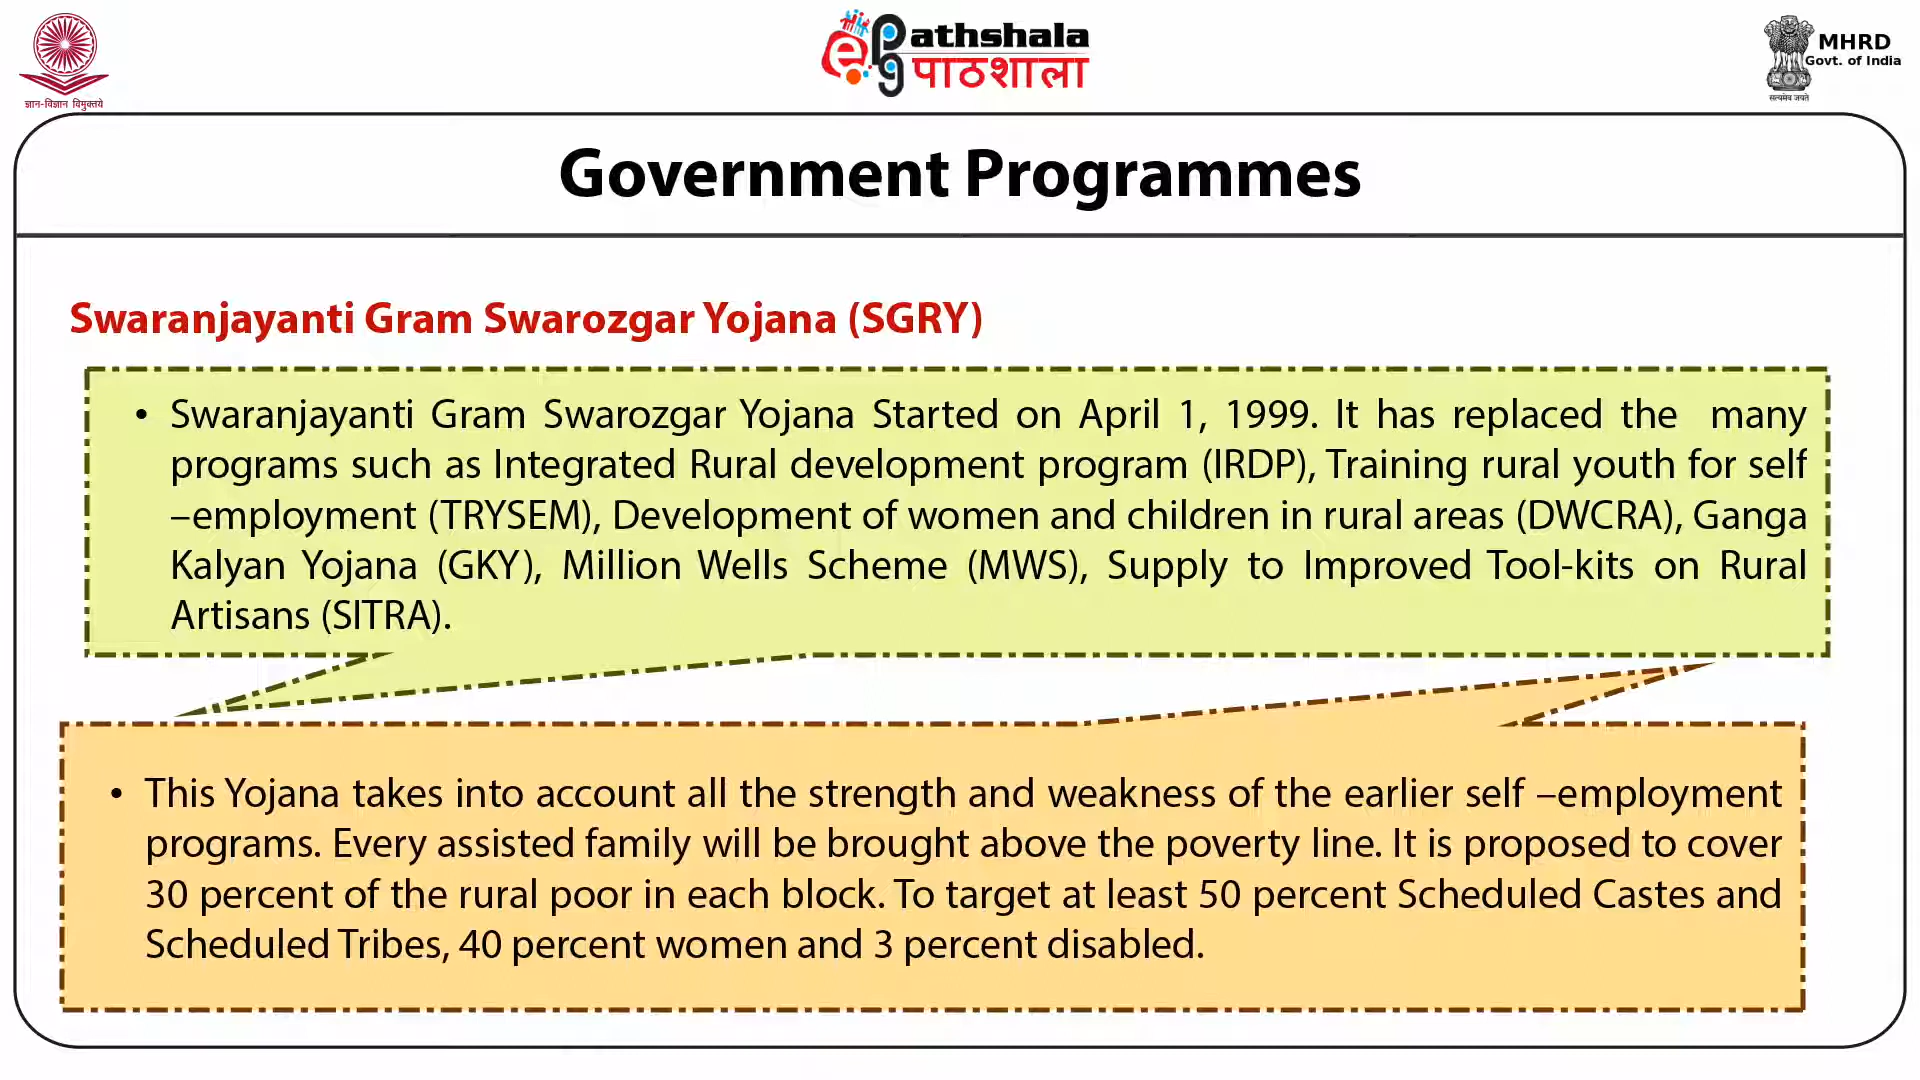 ज्ञान-विज्ञान विमुक्तये
ePathshala
पाठशाला
MHRD
Govt. of India
सत्यमेव जयते
Government Programmes
Swaranjayanti Gram Swarozgar Yojana (SGRY)
• Swaranjayanti Gram Swarozgar Yojana Started on April 1, 1999. It has replaced the many
programs such as Integrated Rural development program (IRDP), Training rural youth for self
–employment (TRYSEM), Development of women and children in rural areas (DWCRA), Ganga
Kalyan Yojana (GKY), Million Wells Scheme (MWS), Supply to Improved Tool-kits on Rural
Artisans (SITRA).
• This Yojana takes into account all the strength and weakness of the earlier self –employment
programs. Every assisted family will be brought above the poverty line. It is proposed to cover
30 percent of the rural poor in each block. To target at least 50 percent Scheduled Castes and
Scheduled Tribes, 40 percent women and 3 percent disabled.